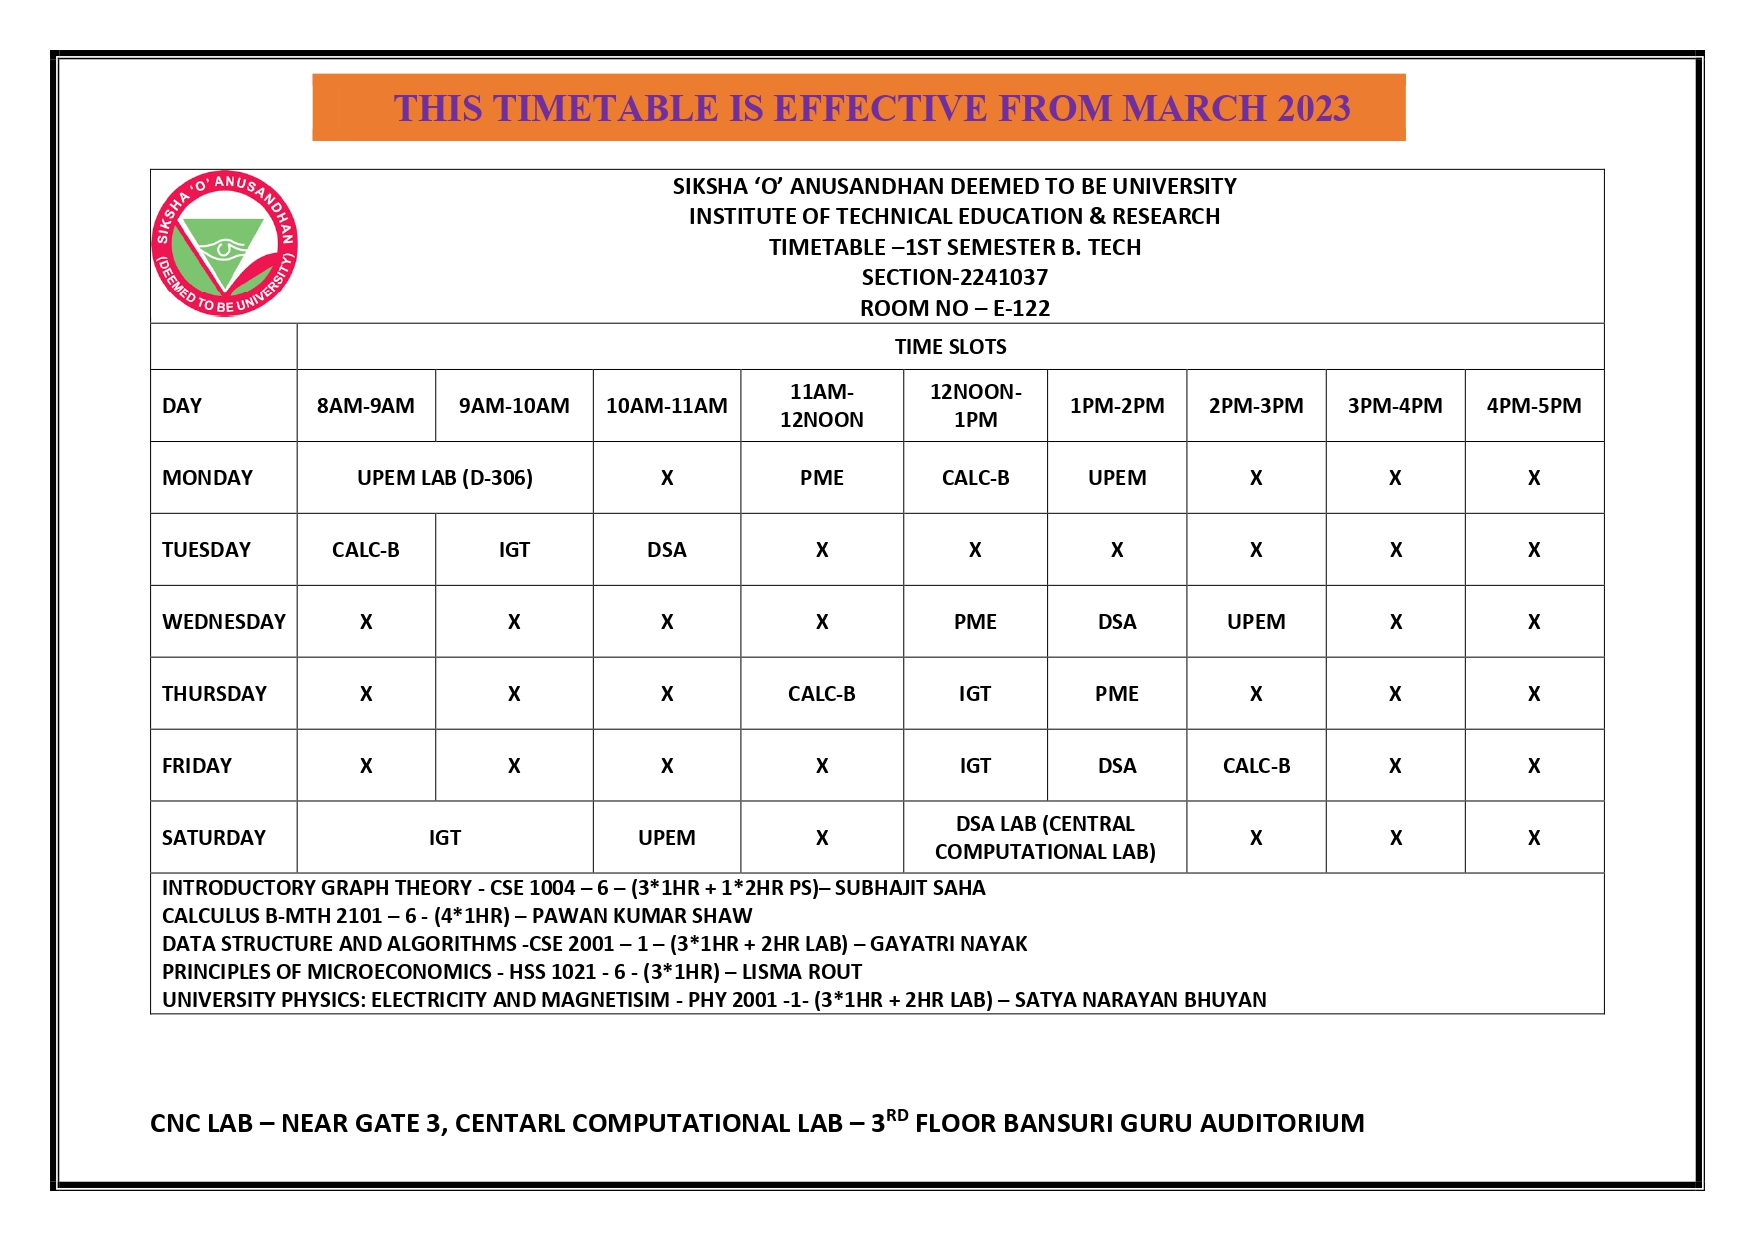 THIS TIMETABLE IS EFFECTIVE FROM MARCH 2023
SIKSHA 'O' ANUSANDHAN
(DEEMED TO BE UNIVERSITY)
SIKSHA ‘O’ ANUSANDHAN DEEMED TO BE UNIVERSITY
INSTITUTE OF TECHNICAL EDUCATION & RESEARCH
TIMETABLE –1ST SEMESTER B. TECH
SECTION-2241037
ROOM NO – E-122
TIME SLOTS
DAY 8AM-9AM 9AM-10AM 10AM-11AM 11AM-12NOON 12NOON-1PM 1PM-2PM 2PM-3PM 3PM-4PM 4PM-5PM
MONDAY UPEM LAB (D-306) X PME CALC-B UPEM X X X
TUESDAY CALC-B IGT DSA X X X X X X
WEDNESDAY X X X X PME DSA UPEM X X
THURSDAY X X X CALC-B IGT PME X X X
FRIDAY X X X X IGT DSA CALC-B X X
SATURDAY IGT UPEM X DSA LAB (CENTRAL COMPUTATIONAL LAB) X X X
INTRODUCTORY GRAPH THEORY - CSE 1004 – 6 – (3*1HR + 1*2HR PS)– SUBHAJIT SAHA
CALCULUS B-MTH 2101 – 6 - (4*1HR) – PAWAN KUMAR SHAW
DATA STRUCTURE AND ALGORITHMS -CSE 2001 – 1 – (3*1HR + 2HR LAB) – GAYATRI NAYAK
PRINCIPLES OF MICROECONOMICS - HSS 1021 - 6 - (3*1HR) – LISMA ROUT
UNIVERSITY PHYSICS: ELECTRICITY AND MAGNETISIM - PHY 2001 -1- (3*1HR + 2HR LAB) – SATYA NARAYAN BHUYAN
CNC LAB – NEAR GATE 3, CENTARL COMPUTATIONAL LAB – 3RD FLOOR BANSURI GURU AUDITORIUM